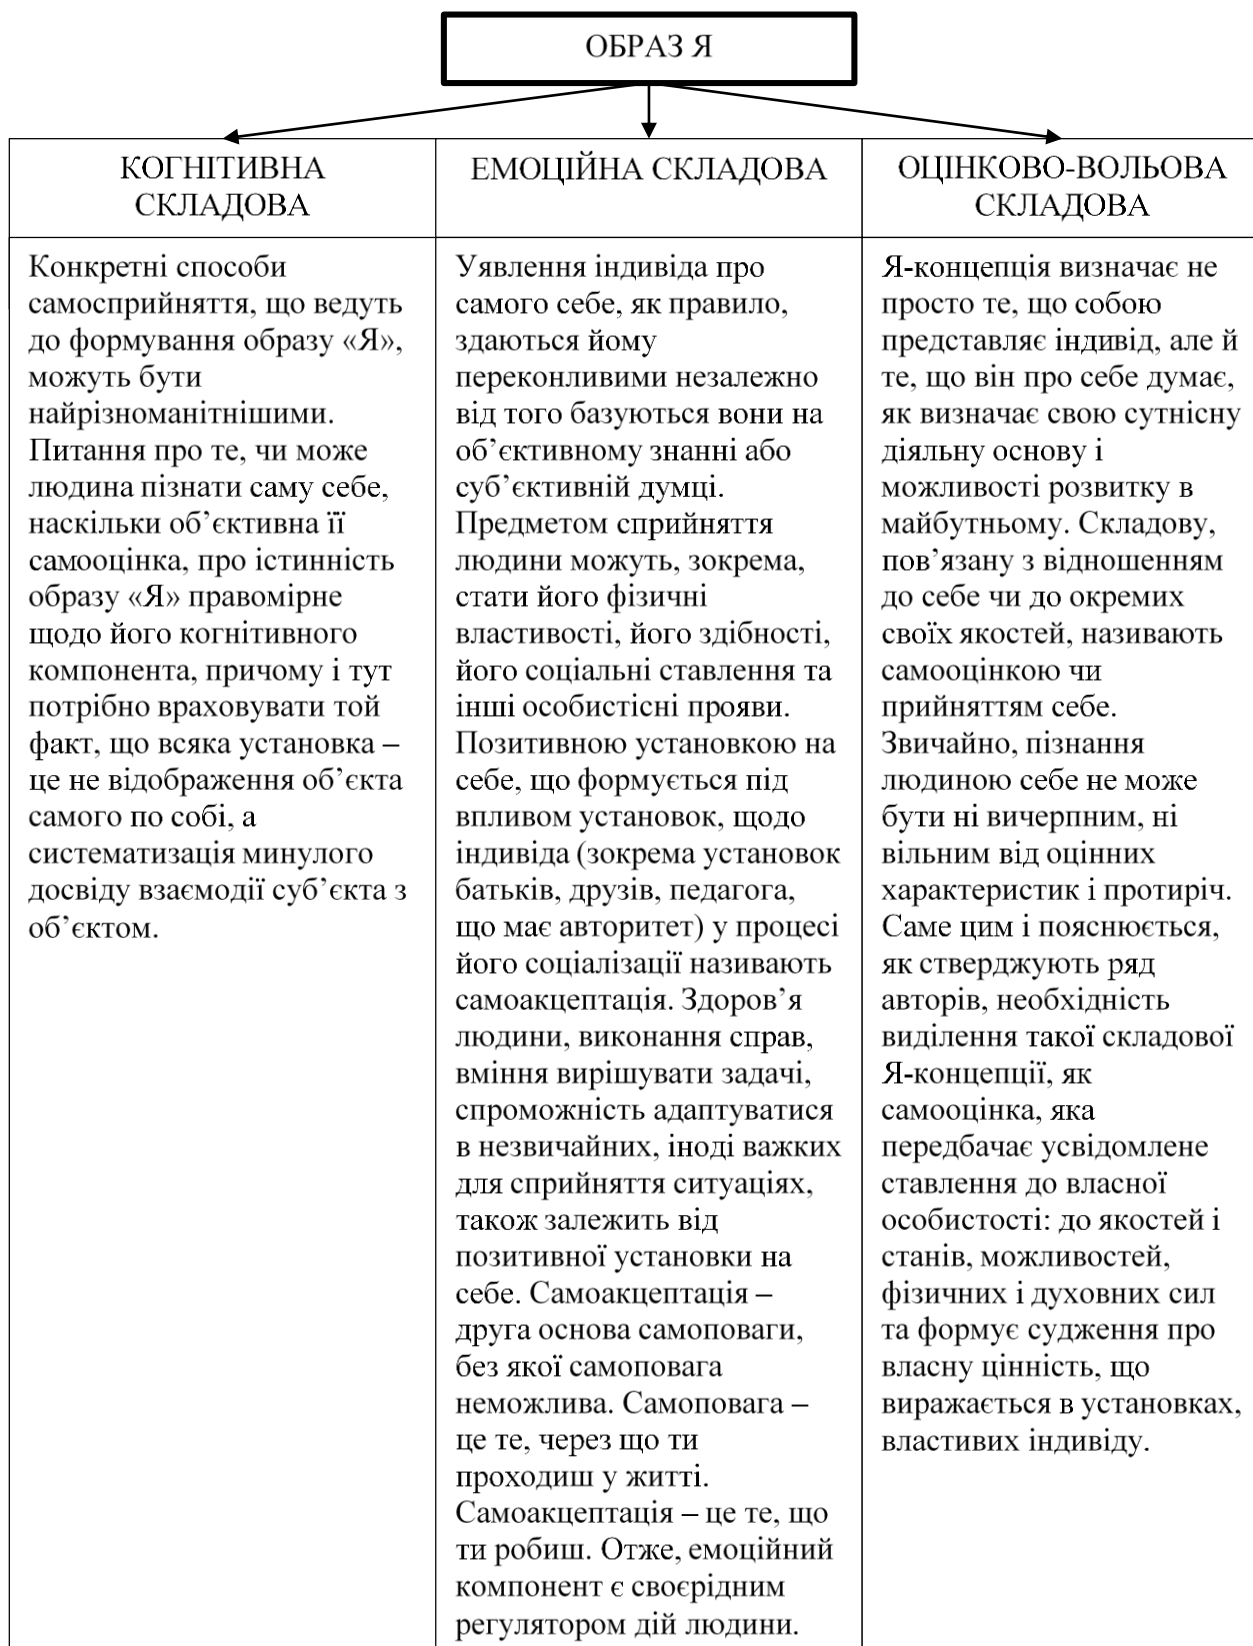 ОБРАЗ Я
КОГНІТИВНА
СКЛАДОВА
Конкретні способи
самосприйняття, що ведуть
до формування образу «Я»,
можуть бути
найрізноманітнішими.
Питання про те, чи може
людина пізнати саму себе,
наскільки об’єктивна її
самооцінка, про істинність
образу «Я» правомірне
щодо його когнітивного
компонента, причому і тут
потрібно враховувати той
факт, що всяка установка –
це не відображення об’єкта
самого по собі, а
систематизація минулого
досвіду взаємодії суб’єкта з
об’єктом.
ЕМОЦІЙНА СКЛАДОВА
Уявлення індивіда про
самого себе, як правило,
здаються йому
переконливими незалежно
від того базуються вони на
об’єктивному знанні або
суб’єктивній думці.
Предметом сприйняття
людини можуть, зокрема,
стати його фізичні
властивості, його здібності,
його соціальні ставлення та
інші особистісні прояви.
Позитивною установкою на
себе, що формується під
впливом установок, щодо
індивіда (зокрема установок
батьків, друзів, педагога,
що має авторитет) у процесі
його соціалізації називають
самоакцептація. Здоров’я
людини, виконання справ,
вміння вирішувати задачі,
спроможність адаптуватися
в незвичайних, іноді важких
для сприйняття ситуаціях,
також залежить від
позитивної установки на
себе. Самоакцептація –
друга основа самоповаги,
без якої самоповага
неможлива. Самоповага –
це те, через що ти
проходиш у житті.
Самоакцептація – це те, що
ти робиш. Отже, емоційний
компонент є своєрідним
регулятором дій людини.
ОЦІНКОВО-ВОЛЬОВА
СКЛАДОВА
Я-концепція визначає не
просто те, що собою
представляє індивід, але й
те, що він про себе думає,
як визначає свою сутнісну
діяльну основу і
можливості розвитку в
майбутньому. Складову,
пов’язану з відношенням
до себе чи до окремих
своїх якостей, називають
самооцінкою чи
прийняттям себе.
Звичайно, пізнання
людиною себе не може
бути ні вичерпним, ні
вільним від оцінних
характеристик і протиріч.
Саме цим і пояснюється,
як стверджують ряд
авторів, необхідність
виділення такої складової
Я-концепції, як
самооцінка, яка
передбачає усвідомлене
ставлення до власної
особистості: до якостей і
станів, можливостей,
фізичних і духовних сил
та формує судження про
власну цінність, що
виражається в установках,
властивих індивіду.